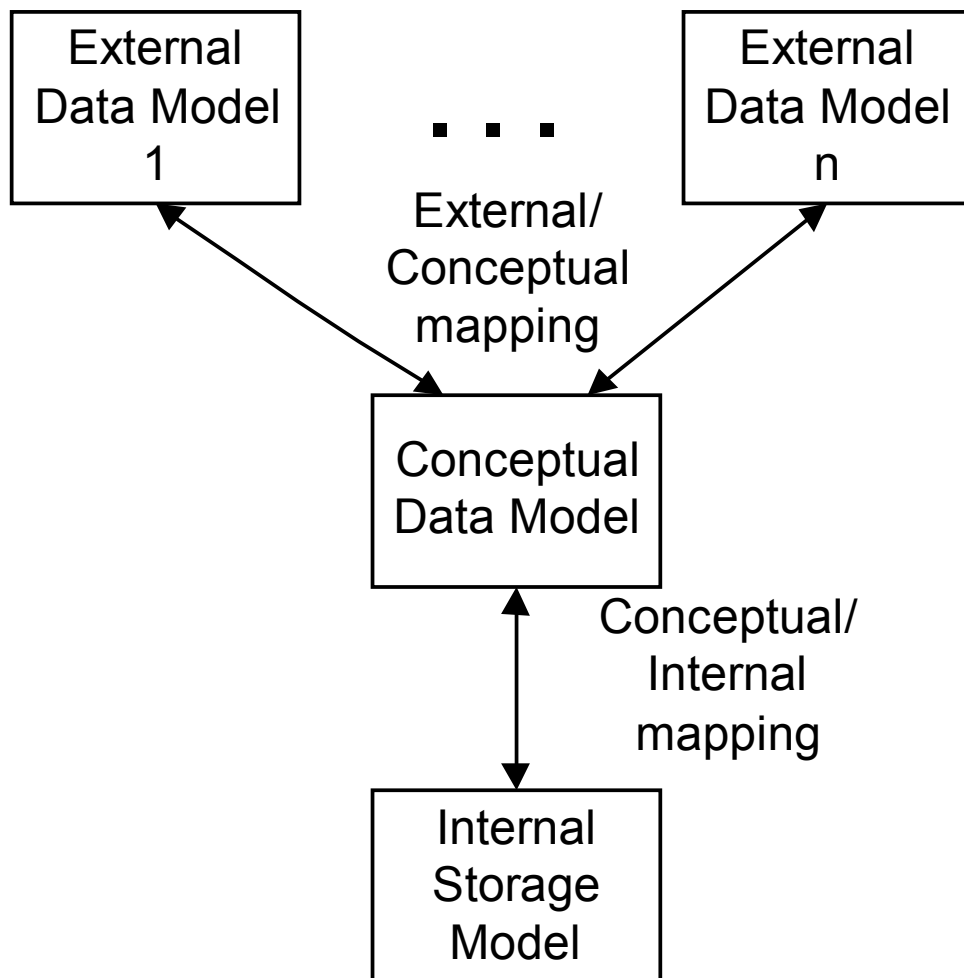 External
Data Model
1
. . .
External
Data Model
n
External/
Conceptual
mapping
Conceptual
Data Model
Conceptual/
Internal
mapping
Internal
Storage
Model